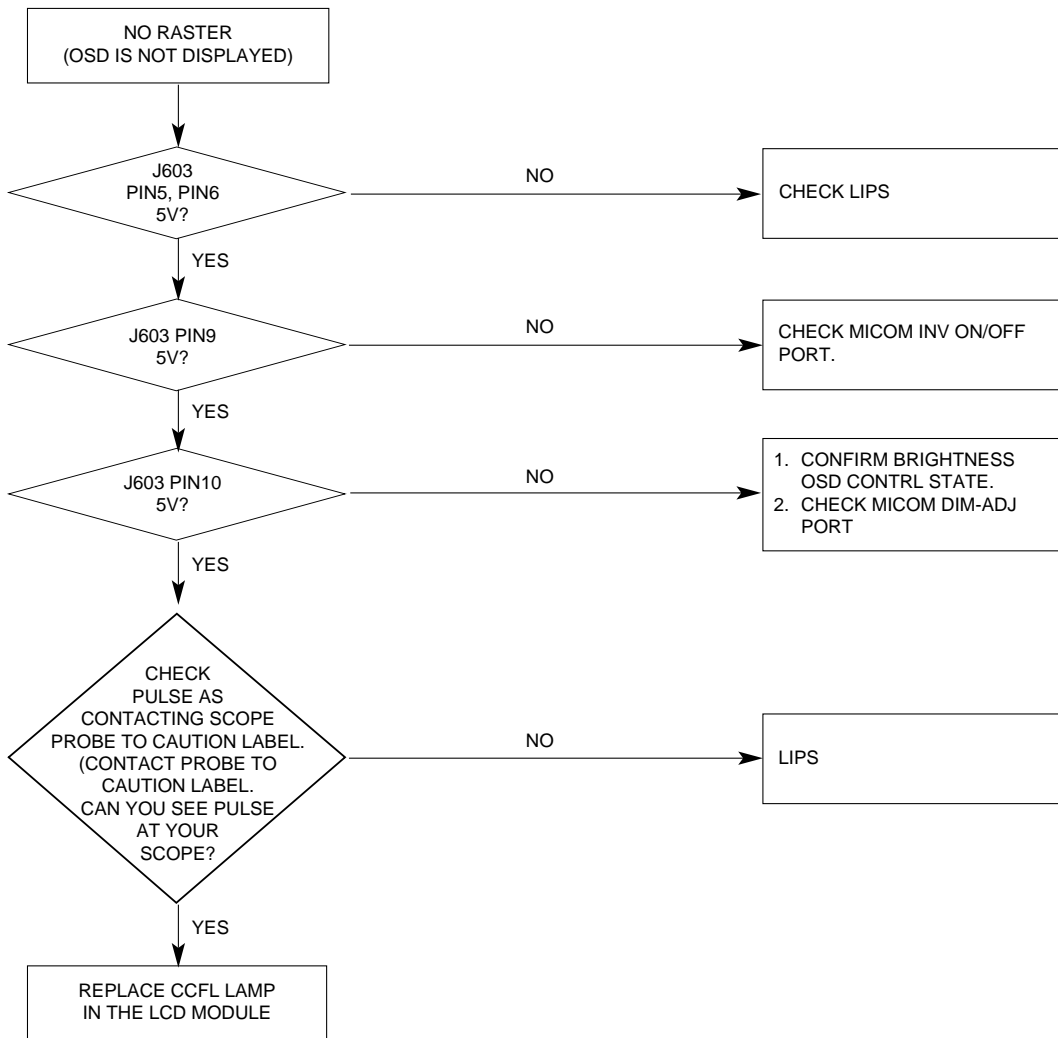 NO RASTER
(OSD IS NOT DISPLAYED)
J603
PIN5, PIN6
5V?
NO
CHECK LIPS
YES
J603 PIN9
5V?
NO
CHECK MICOM INV ON/OFF
PORT.
YES
J603 PIN10
5V?
NO
1. CONFIRM BRIGHTNESS
OSD CONTRL STATE.
2. CHECK MICOM DIM-ADJ
PORT
YES
CHECK
PULSE AS
CONTACTING SCOPE
PROBE TO CAUTION LABEL.
(CONTACT PROBE TO
CAUTION LABEL.
CAN YOU SEE PULSE
AT YOUR
SCOPE?
NO
LIPS
YES
REPLACE CCFL LAMP
IN THE LCD MODULE